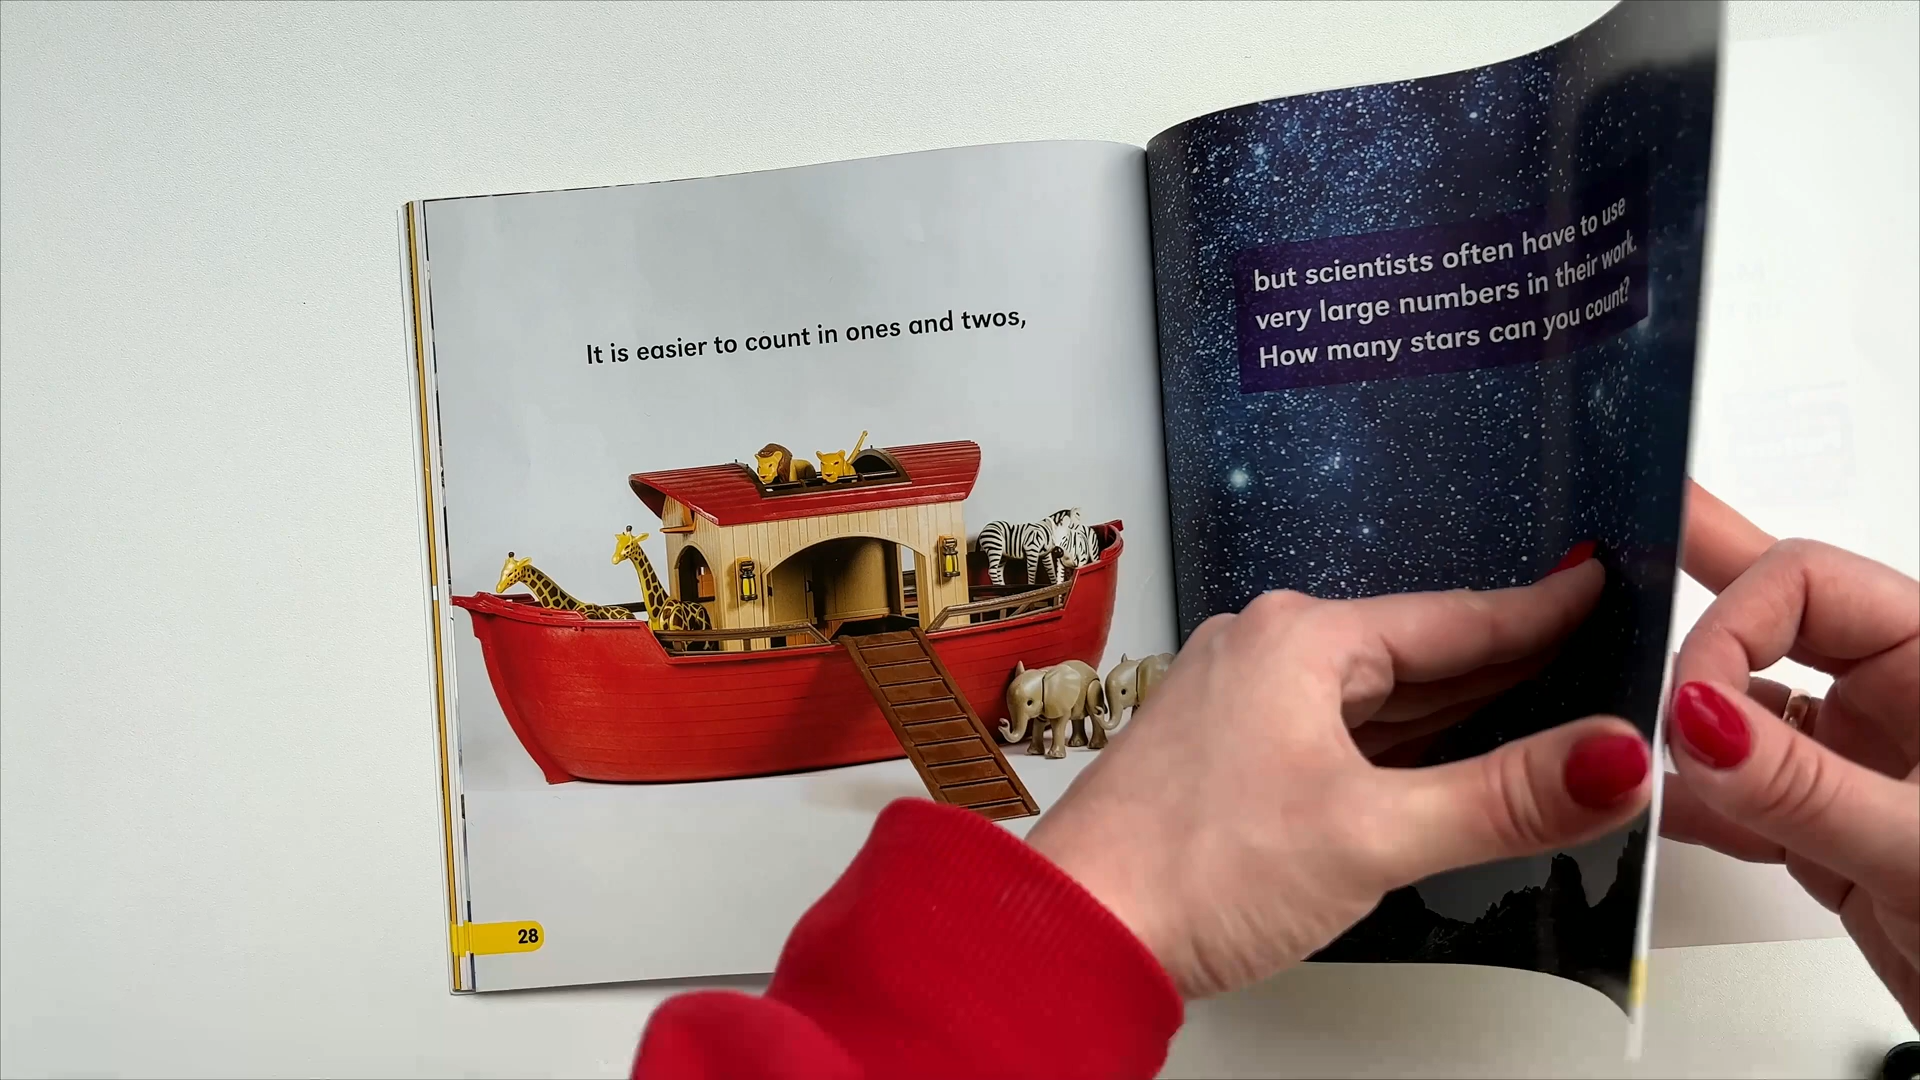 It is easier to count in ones and twos,
28
but scientists often have to use
very large numbers in their work.
How many stars can you count?